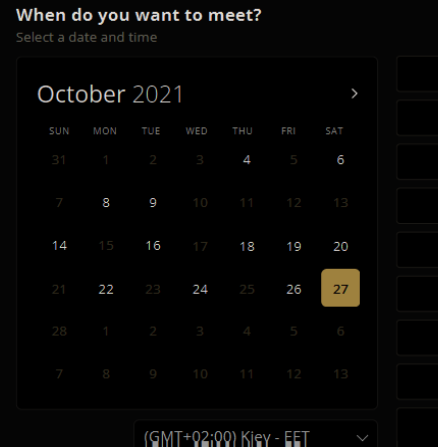 When do you want to meet?
Select a date and time
October 2021
SUN MON TUE WED THU FRI SAT
31 1 2 3 4 5 6
7 8 9 10 11 12 13
14 15 16 17 18 19 20
21 22 23 24 25 26 27
28 1 2 3 4 5 6
7 8 9 10 11 12 13
(GMT+02:00) Kiev - EET